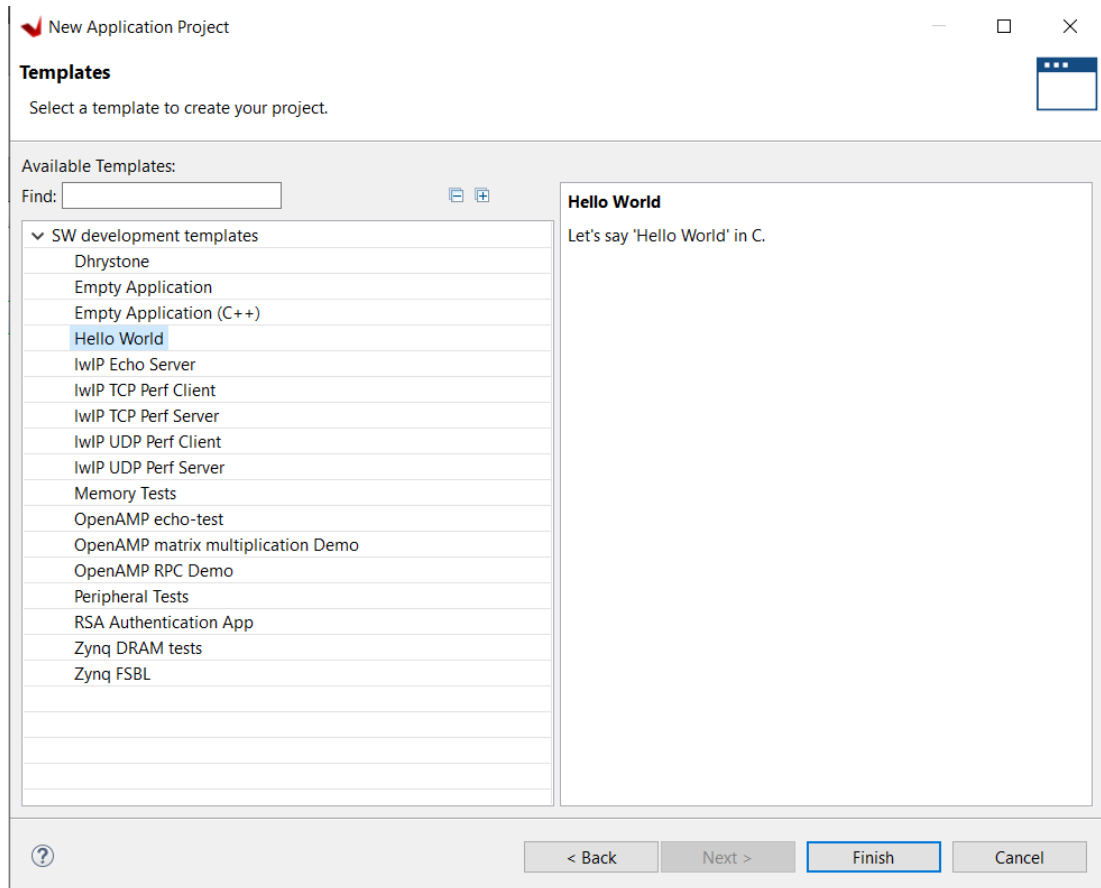 New Application Project
Templates
Select a template to create your project.
Available Templates:
Find:
SW development templates
Dhrystone
Empty Application
Empty Application (C++)
Hello World
lwIP Echo Server
lwIP TCP Perf Client
lwIP TCP Perf Server
lwIP UDP Perf Client
lwIP UDP Perf Server
Memory Tests
OpenAMP echo-test
OpenAMP matrix multiplication Demo
OpenAMP RPC Demo
Peripheral Tests
RSA Authentication App
Zynq DRAM tests
Zynq FSBL
Hello World
Let's say 'Hello World' in C.
?
< Back
Next >
Finish
Cancel